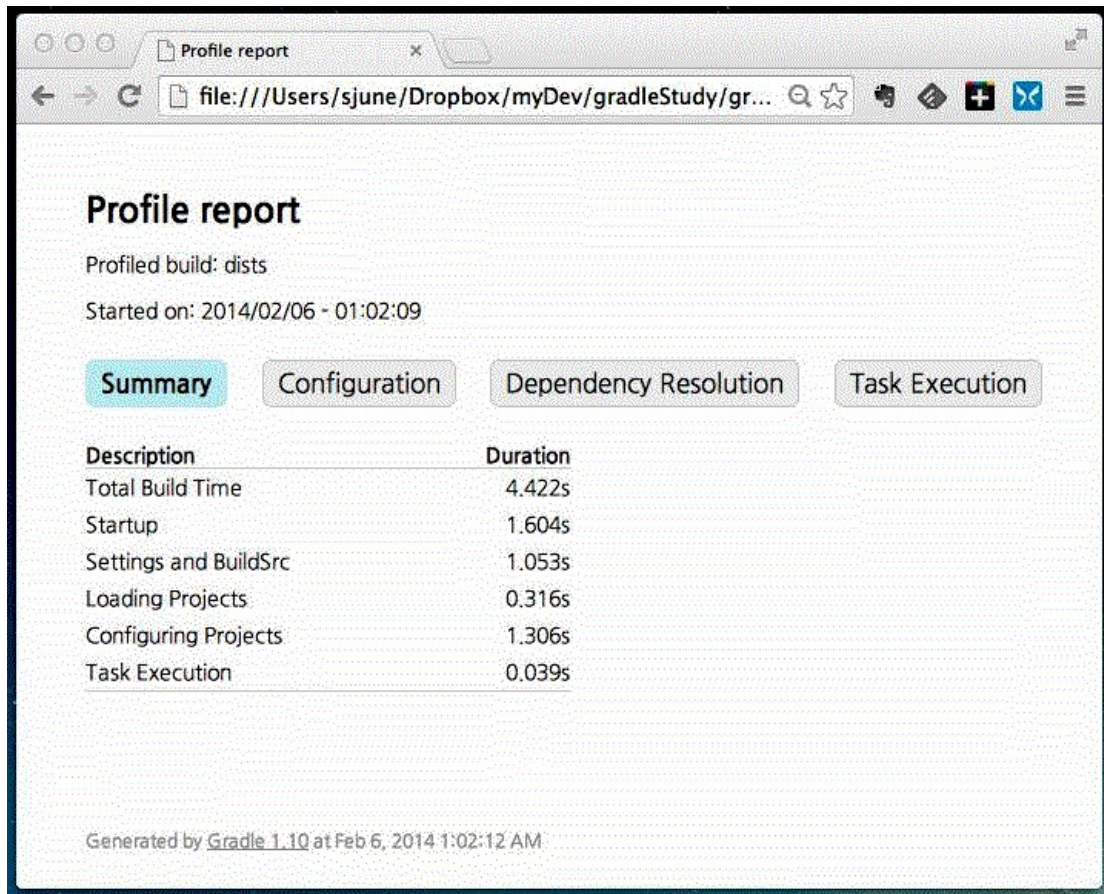 Profile report
file:///Users/sjune/Dropbox/myDev/gradleStudy/gr...
Profile report
Profiled build: dists
Started on: 2014/02/06 - 01:02:09
Summary Configuration Dependency Resolution Task Execution
Description Duration
Total Build Time 4.422s
Startup 1.604s
Settings and BuildSrc 1.053s
Loading Projects 0.316s
Configuring Projects 1.306s
Task Execution 0.039s
Generated by Gradle 1.10 at Feb 6, 2014 1:02:12 AM